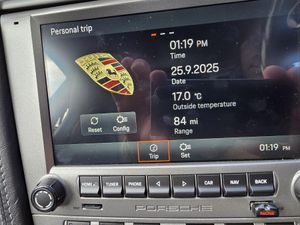 Personal trip
01:19 PM
Time
25.9.2025
Date
17.0 °C
Outside temperature
84 mi
Range
Reset
Config
Trip
Set
01:19 PM
HOME
TUNER
PHONE
CAR
NAV
BACK
PORSCHE